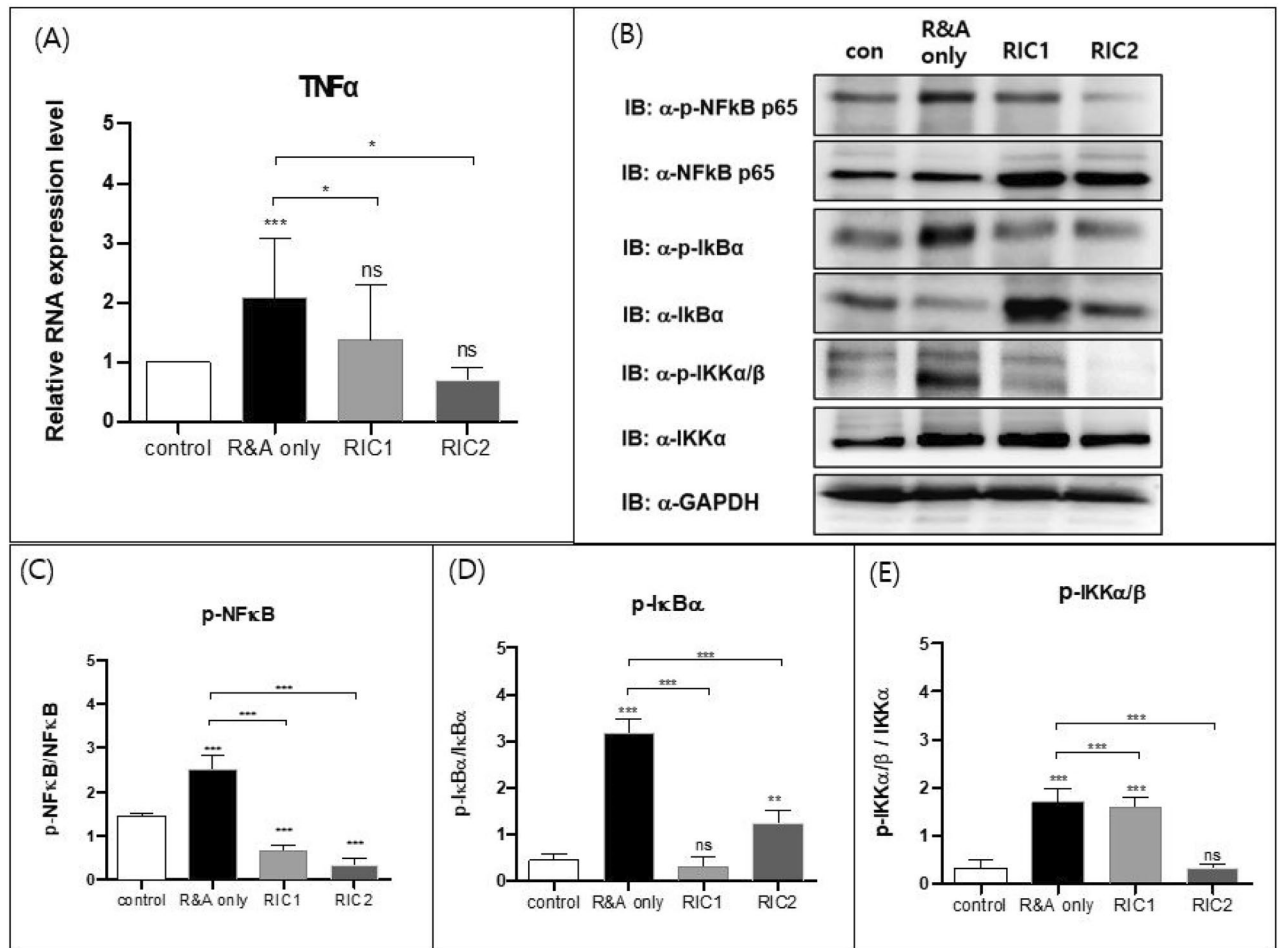 (A)
TNFα
Relative RNA expression level
5
4
3
2
1
0
*
*
***
ns
ns
control R&A only RIC1 RIC2
(B)
con R&A only RIC1 RIC2
IB: α-p-NFkB p65
IB: α-NFkB p65
IB: α-p-IkBα
IB: α-IkBα
IB: α-p-IKKα/β
IB: α-IKKα
IB: α-GAPDH
(C)
p-NFκB
p-NFκB/NFκB
5
4
3
2
1
0
***
***
***
***
***
control R&A only RIC1 RIC2
(D)
p-IκBα
p-IκBα/IκBα
5
4
3
2
1
0
***
***
***
ns
**
control R&A only RIC1 RIC2
(E)
p-IKKα/β
p-IKKα/β / IKKα
5
4
3
2
1
0
***
***
***
***
ns
control R&A only RIC1 RIC2